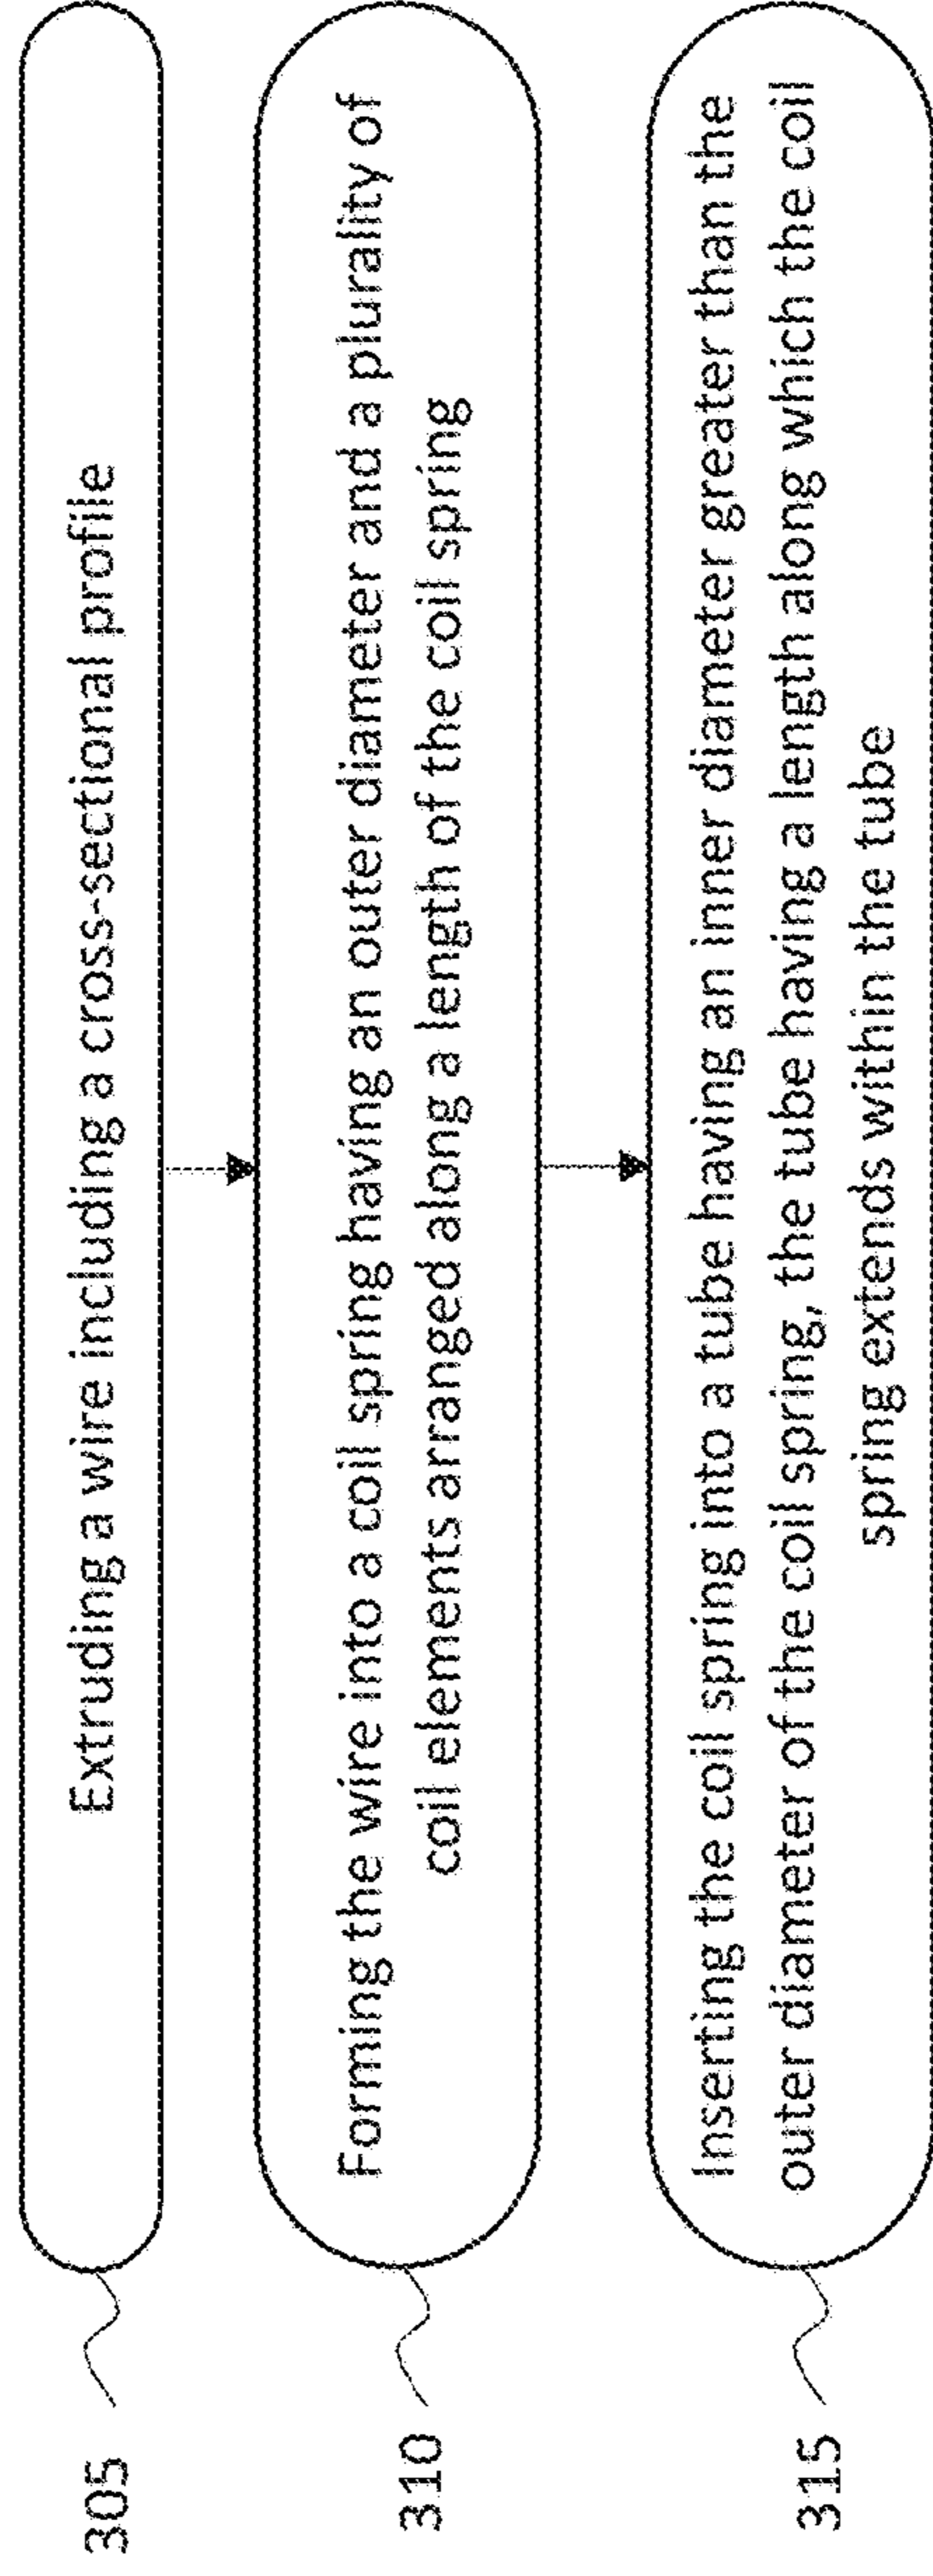 305
Extruding a wire including a cross-sectional profile
310
Forming the wire into a coil spring having an outer diameter and a plurality of
coil elements arranged along a length of the coil spring
315
Inserting the coil spring into a tube having an inner diameter greater than the
outer diameter of the coil spring, the tube having a length along which the coil
spring extends within the tube